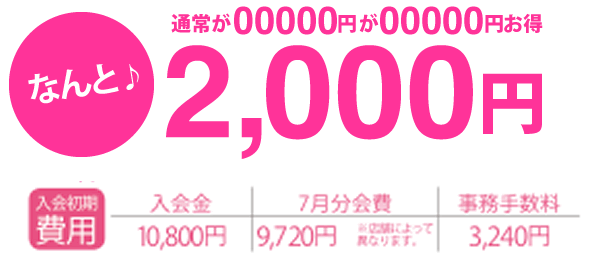 通常が00000円が00000円お得
なんと♪
2,000円
入会初期
費用
入会金
7月分会費
事務手数料
10,800円
9,720円
※店舗によって
異なります。
3,240円